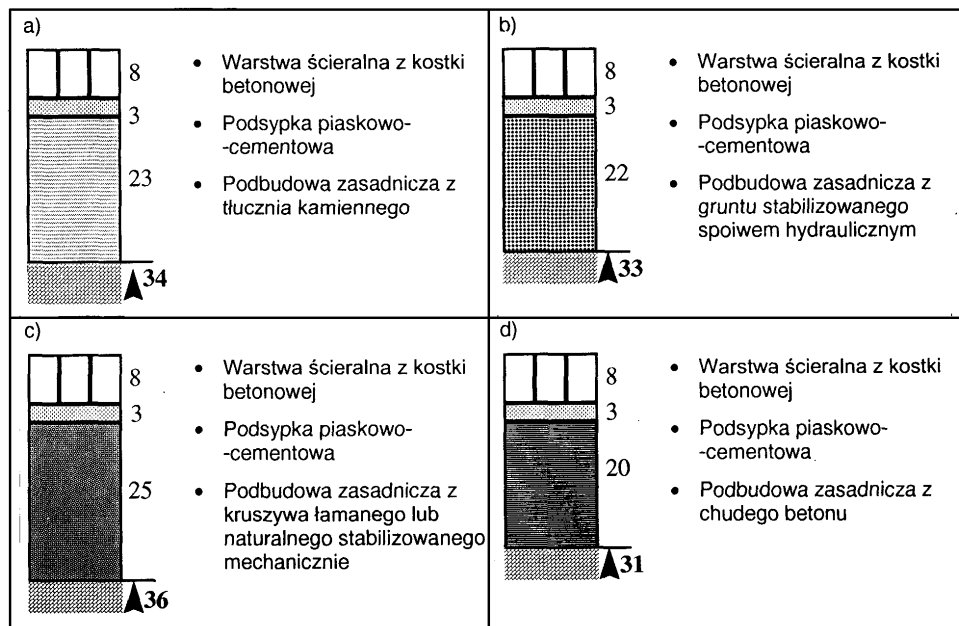 a)
8
3
23
34
• Warstwa ścieralna z kostki
betonowej
• Podsypka piaskowo-
-cementowa
• Podbudowa zasadnicza z
tłucznia kamiennego
b)
8
3
22
33
• Warstwa ścieralna z kostki
betonowej
• Podsypka piaskowo-
-cementowa
• Podbudowa zasadnicza z
gruntu stabilizowanego
spoiwem hydraulicznym
c)
8
3
25
36
• Warstwa ścieralna z kostki
betonowej
• Podsypka piaskowo-
-cementowa
• Podbudowa zasadnicza z
kruszywa łamanego lub
naturalnego stabilizowanego
mechanicznie
d)
8
3
20
31
• Warstwa ścieralna z kostki
betonowej
• Podsypka piaskowo-
-cementowa
• Podbudowa zasadnicza z
chudego betonu